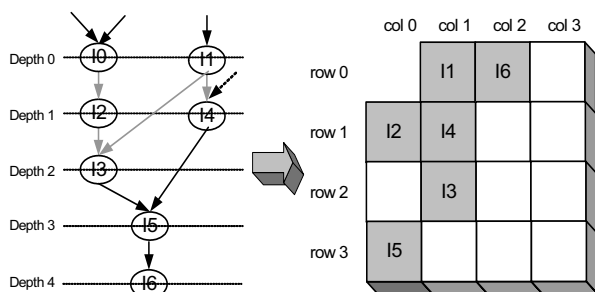 col 0 col 1 col 2 col 3
Depth 0 I0 I1
row 0 I1 I6
Depth 1 I2 I4
row 1 I2 I4
Depth 2 I3
row 2 I3
Depth 3 I5
row 3 I5
Depth 4 I6